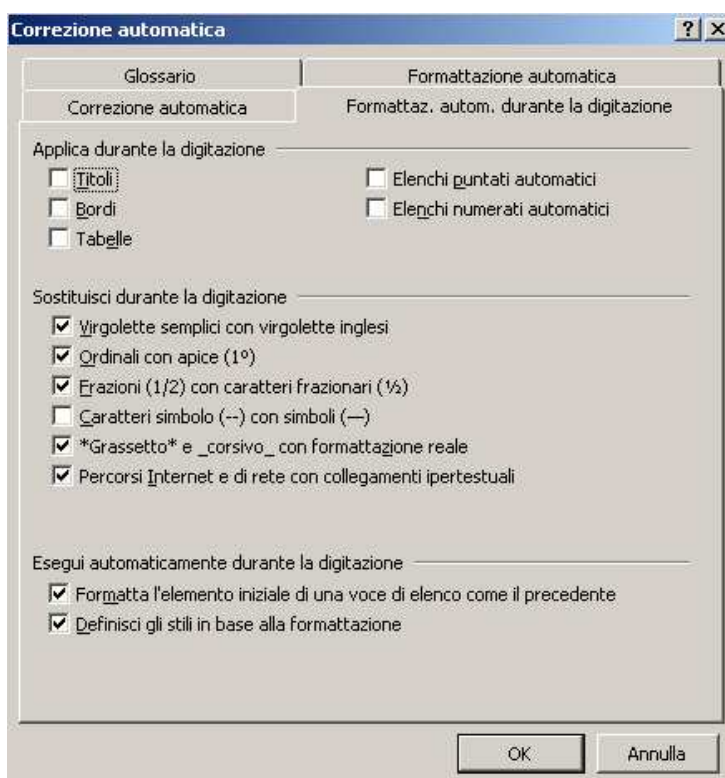 Correzione automatica
Glossario
Formattazione automatica
Correzione automatica
Formattaz. autom. durante la digitazione
Applica durante la digitazione
Titoli
Elenchi puntati automatici
Bordi
Elenchi numerati automatici
Tabelle
Sostituisci durante la digitazione
Virgolette semplici con virgolette inglesi
Ordinali con apice (1º)
Frazioni (1/2) con caratteri frazionari (½)
Caratteri simbolo (--) con simboli (—)
*Grassetto* e _corsivo_ con formattazione reale
Percorsi Internet e di rete con collegamenti ipertestuali
Esegui automaticamente durante la digitazione
Formatta l'elemento iniziale di una voce di elenco come il precedente
Definisci gli stili in base alla formattazione
OK
Annulla